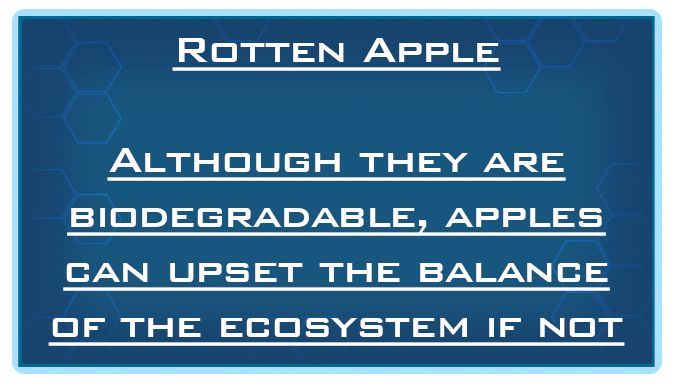 Rotten Apple
Although they are
biodegradable, apples
can upset the balance
of the ecosystem if not